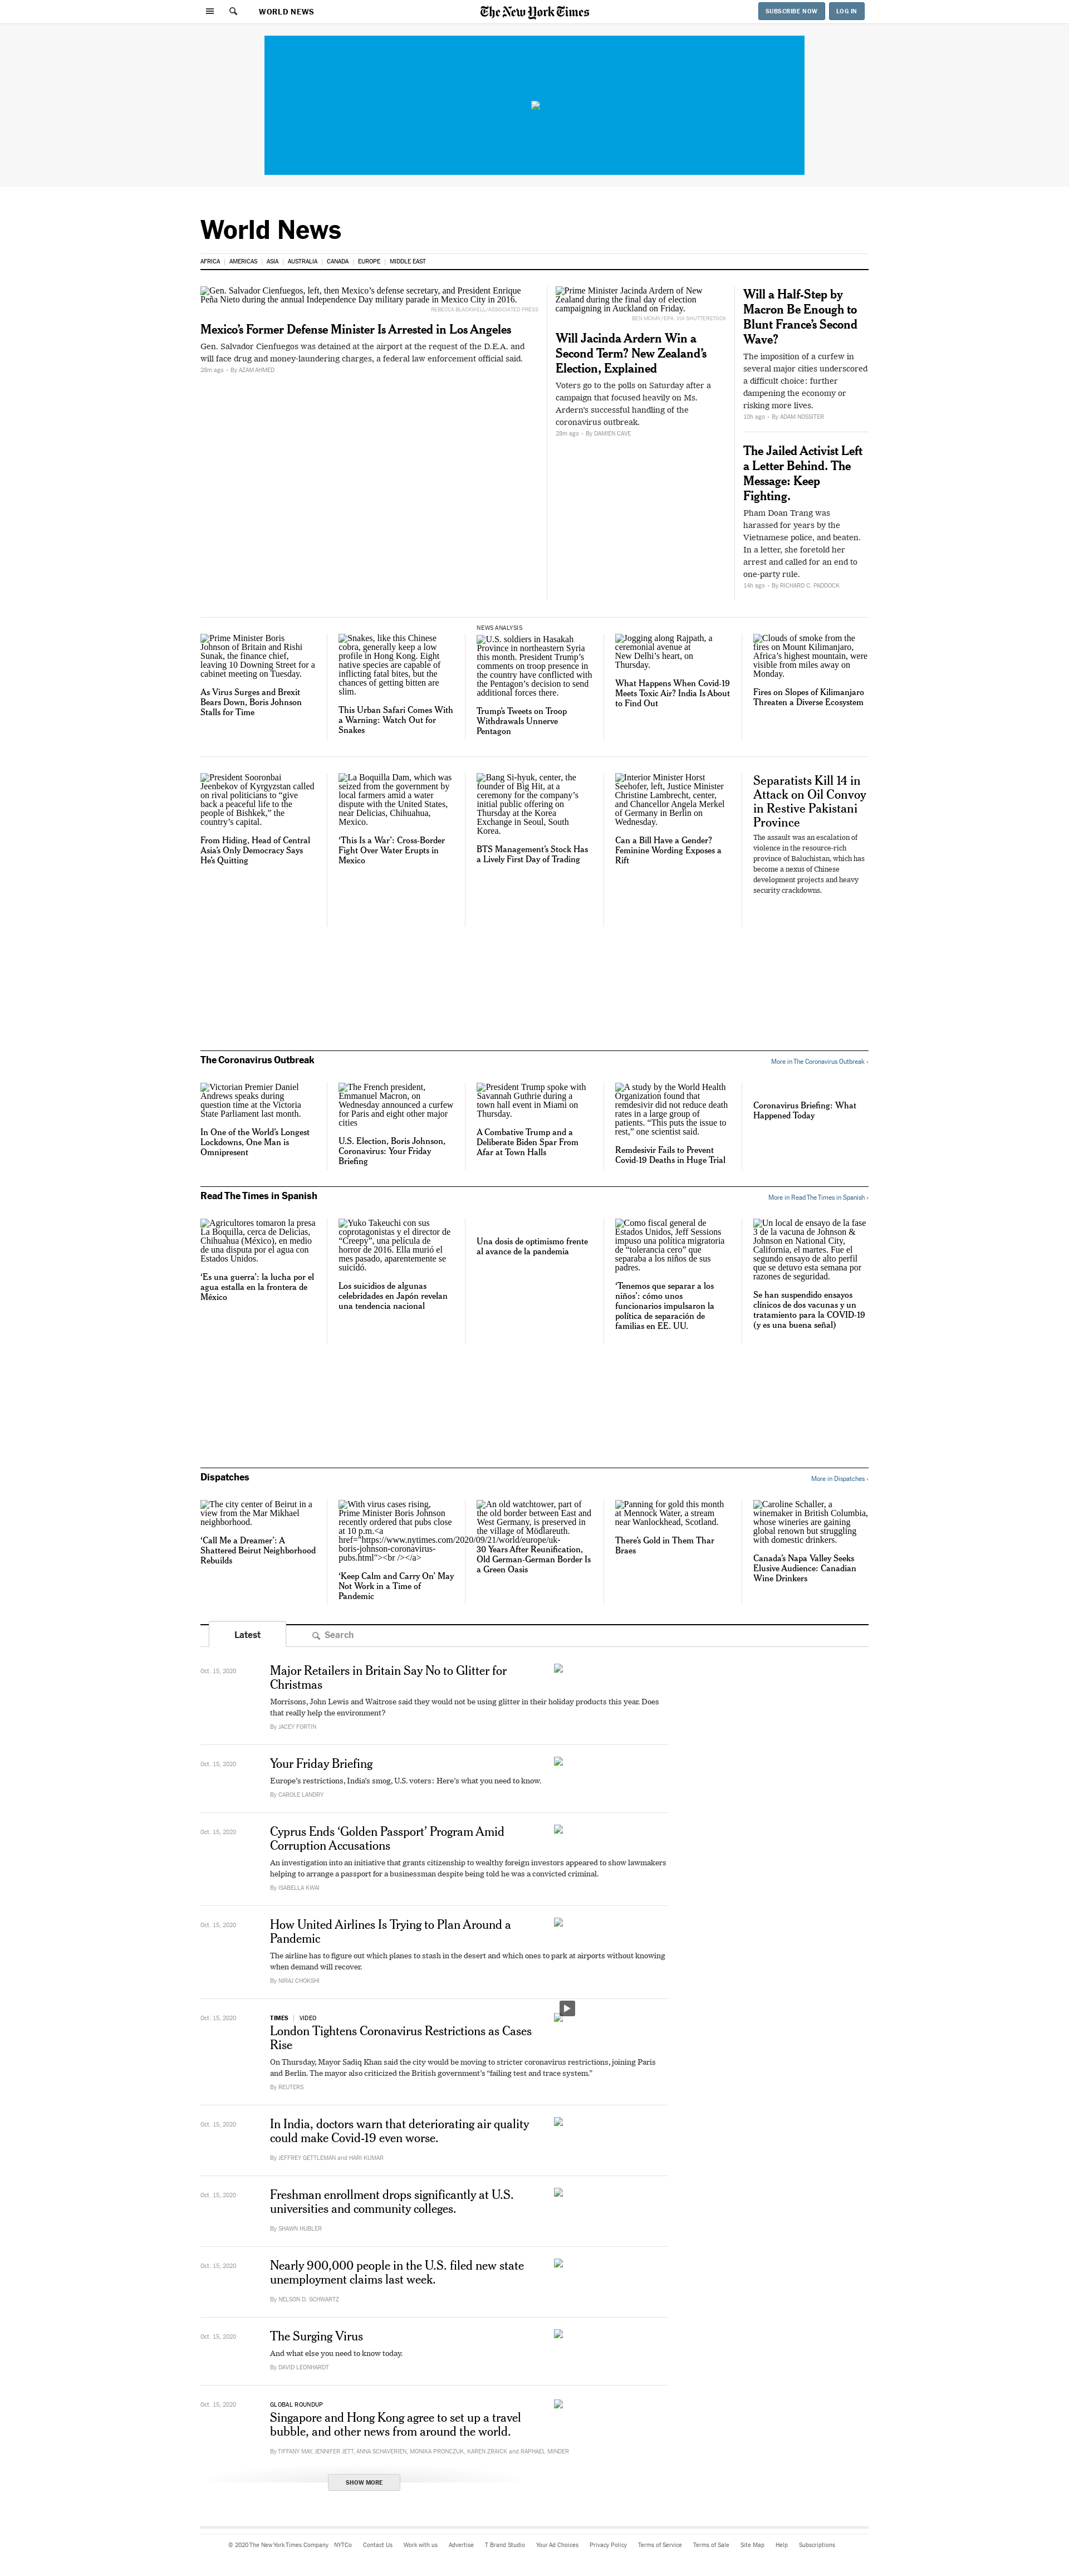 WORLD NEWS
The New York Times
SUBSCRIBE NOW
LOG IN
World News
AFRICA | AMERICAS | ASIA | AUSTRALIA | CANADA | EUROPE | MIDDLE EAST
Gen. Salvador Cienfuegos, left, then Mexico’s defense secretary, and President Enrique
Peña Nieto during the annual Independence Day military parade in Mexico City in 2016.
REBECCA BLACKWELL/ASSOCIATED PRESS
Mexico’s Former Defense Minister Is Arrested in Los Angeles
Gen. Salvador Cienfuegos was detained at the airport at the request of the D.E.A. and
will face drug and money-laundering charges, a federal law enforcement official said.
28m ago · By AZAM AHMED
Prime Minister Jacinda Ardern of New
Zealand during the final day of election
campaigning in Auckland on Friday.
BEN MCKAY/EPA, VIA SHUTTERSTOCK
Will Jacinda Ardern Win a
Second Term? New Zealand’s
Election, Explained
Voters go to the polls on Saturday after a
campaign that focused heavily on Ms.
Ardern’s successful handling of the
coronavirus outbreak.
28m ago · By DAMIEN CAVE
Will a Half-Step by
Macron Be Enough to
Blunt France’s Second
Wave?
The imposition of a curfew in
several major cities underscored
a difficult choice: further
dampening the economy or
risking more lives.
10h ago · By ADAM NOSSITER
The Jailed Activist Left
a Letter Behind. The
Message: Keep
Fighting.
Pham Doan Trang was
harassed for years by the
Vietnamese police, and beaten.
In a letter, she foretold her
arrest and called for an end to
one-party rule.
14h ago · By RICHARD C. PADDOCK
Prime Minister Boris
Johnson of Britain and Rishi
Sunak, the finance chief,
leaving 10 Downing Street for a
cabinet meeting on Tuesday.
As Virus Surges and Brexit
Bears Down, Boris Johnson
Stalls for Time
Snakes, like this Chinese
cobra, generally keep a low
profile in Hong Kong. Eight
native species are capable of
inflicting fatal bites, but the
chances of getting bitten are
slim.
This Urban Safari Comes With
a Warning: Watch Out for
Snakes
NEWS ANALYSIS
U.S. soldiers in Hasakah
Province in northeastern Syria
this month. President Trump’s
comments on troop presence in
the country have conflicted with
the Pentagon’s decision to send
additional forces there.
Trump’s Tweets on Troop
Withdrawals Unnerve
Pentagon
Jogging along Rajpath, a
ceremonial avenue at
New Delhi’s heart, on
Thursday.
What Happens When Covid-19
Meets Toxic Air? India Is About
to Find Out
Clouds of smoke from the
fires on Mount Kilimanjaro,
Africa’s highest mountain, were
visible from miles away on
Monday.
Fires on Slopes of Kilimanjaro
Threaten a Diverse Ecosystem
President Sooronbai
Jeenbekov of Kyrgyzstan called
on rival politicians to “give
back a peaceful life to the
people of Bishkek,” the
country’s capital.
From Hiding, Head of Central
Asia’s Only Democracy Says
He’s Quitting
La Boquilla Dam, which was
seized from the government by
local farmers amid a water
dispute with the United States,
near Delicias, Chihuahua,
Mexico.
‘This Is a War’: Cross-Border
Fight Over Water Erupts in
Mexico
Bang Si-hyuk, center, the
founder of Big Hit, at a
ceremony for the company’s
initial public offering on
Thursday at the Korea
Exchange in Seoul, South
Korea.
BTS Management’s Stock Has
a Lively First Day of Trading
Interior Minister Horst
Seehofer, left, Justice Minister
Christine Lambrecht, center,
and Chancellor Angela Merkel
of Germany in Berlin on
Wednesday.
Can a Bill Have a Gender?
Feminine Wording Exposes a
Rift
Separatists Kill 14 in
Attack on Oil Convoy
in Restive Pakistani
Province
The assault was an escalation of
violence in the resource-rich
province of Baluchistan, which has
become a nexus of Chinese
development projects and heavy
security crackdowns.
The Coronavirus Outbreak
More in The Coronavirus Outbreak ›
Victorian Premier Daniel
Andrews speaks during
question time at the Victoria
State Parliament last month.
In One of the World’s Longest
Lockdowns, One Man is
Omnipresent
The French president,
Emmanuel Macron, on
Wednesday announced a curfew
for Paris and eight other major
cities
U.S. Election, Boris Johnson,
Coronavirus: Your Friday
Briefing
President Trump spoke with
Savannah Guthrie during a
town hall event in Miami on
Thursday.
A Combative Trump and a
Deliberate Biden Spar From
Afar at Town Halls
A study by the World Health
Organization found that
remdesivir did not reduce death
rates in a large group of
patients. “This puts the issue to
rest,” one scientist said.
Remdesivir Fails to Prevent
Covid-19 Deaths in Huge Trial
Coronavirus Briefing: What
Happened Today
Read The Times in Spanish
More in Read The Times in Spanish ›
Agricultores tomaron la presa
La Boquilla, cerca de Delicias,
Chihuahua (México), en medio
de una disputa por el agua con
Estados Unidos.
‘Es una guerra’: la lucha por el
agua estalla en la frontera de
México
Yuko Takeuchi con sus
coprotagonistas y el director de
“Creepy”, una película de
horror de 2016. Ella murió el
mes pasado, aparentemente se
suicidó.
Los suicidios de algunas
celebridades en Japón revelan
una tendencia nacional
Una dosis de optimismo frente
al avance de la pandemia
Como fiscal general de
Estados Unidos, Jeff Sessions
impuso una política migratoria
de “tolerancia cero” que
separaba a los niños de sus
padres.
‘Tenemos que separar a los
niños’: cómo unos
funcionarios impulsaron la
política de separación de
familias en EE. UU.
Un local de ensayo de la fase
3 de la vacuna de Johnson &
Johnson en National City,
California, el martes. Fue el
segundo ensayo de alto perfil
que se detuvo esta semana por
razones de seguridad.
Se han suspendido ensayos
clínicos de dos vacunas y un
tratamiento para la COVID-19
(y es una buena señal)
Dispatches
More in Dispatches ›
The city center of Beirut in a
view from the Mar Mikhael
neighborhood.
‘Call Me a Dreamer’: A
Shattered Beirut Neighborhood
Rebuilds
With virus cases rising,
Prime Minister Boris Johnson
recently ordered that pubs close
at 10 p.m.<a
href="https://www.nytimes.com/2020/09/21/world/europe/uk-
boris-johnson-coronavirus-
pubs.html"><br /></a>
‘Keep Calm and Carry On’ May
Not Work in a Time of
Pandemic
An old watchtower, part of
the old border between East and
West Germany, is preserved in
the village of Mödlareuth.
30 Years After Reunification,
Old German-German Border Is
a Green Oasis
Panning for gold this month
at Mennock Water, a stream
near Wanlockhead, Scotland.
There’s Gold in Them Thar
Braes
Caroline Schaller, a
winemaker in British Columbia,
whose wineries are gaining
global renown but struggling
with domestic drinkers.
Canada’s Napa Valley Seeks
Elusive Audience: Canadian
Wine Drinkers
Latest
Search
Oct. 15, 2020
Major Retailers in Britain Say No to Glitter for
Christmas
Morrisons, John Lewis and Waitrose said they would not be using glitter in their holiday products this year. Does
that really help the environment?
By JACEY FORTIN
Oct. 15, 2020
Your Friday Briefing
Europe’s restrictions, India’s smog, U.S. voters: Here’s what you need to know.
By CAROLE LANDRY
Oct. 15, 2020
Cyprus Ends ‘Golden Passport’ Program Amid
Corruption Accusations
An investigation into an initiative that grants citizenship to wealthy foreign investors appeared to show lawmakers
helping to arrange a passport for a businessman despite being told he was a convicted criminal.
By ISABELLA KWAI
Oct. 15, 2020
How United Airlines Is Trying to Plan Around a
Pandemic
The airline has to figure out which planes to stash in the desert and which ones to park at airports without knowing
when demand will recover.
By NIRAJ CHOKSHI
Oct. 15, 2020
TIMES | VIDEO
London Tightens Coronavirus Restrictions as Cases
Rise
On Thursday, Mayor Sadiq Khan said the city would be moving to stricter coronavirus restrictions, joining Paris
and Berlin. The mayor also criticized the British government’s “failing test and trace system.”
By REUTERS
Oct. 15, 2020
In India, doctors warn that deteriorating air quality
could make Covid-19 even worse.
By JEFFREY GETTLEMAN and HARI KUMAR
Oct. 15, 2020
Freshman enrollment drops significantly at U.S.
universities and community colleges.
By SHAWN HUBLER
Oct. 15, 2020
Nearly 900,000 people in the U.S. filed new state
unemployment claims last week.
By NELSON D. SCHWARTZ
Oct. 15, 2020
The Surging Virus
And what else you need to know today.
By DAVID LEONHARDT
Oct. 15, 2020
GLOBAL ROUNDUP
Singapore and Hong Kong agree to set up a travel
bubble, and other news from around the world.
By TIFFANY MAY, JENNIFER JETT, ANNA SCHAVERIEN, MONIKA PRONCZUK, KAREN ZRAICK and RAPHAEL MINDER
SHOW MORE
© 2020 The New York Times Company NYTCo Contact Us Work with us Advertise T Brand Studio Your Ad Choices Privacy Policy Terms of Service Terms of Sale Site Map Help Subscriptions